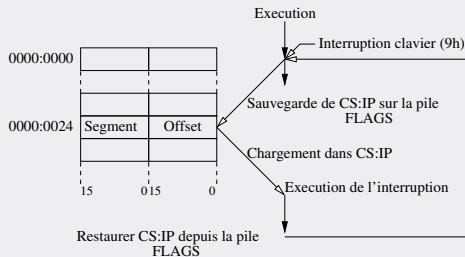 Execution
Interruption clavier (9h)
0000:0000
Sauvegarde de CS:IP sur la pile
FLAGS
0000:0024
Segment
Offset
Chargement dans CS:IP
15
0
15
0
Execution de l'interruption
Restaurer CS:IP depuis la pile
FLAGS